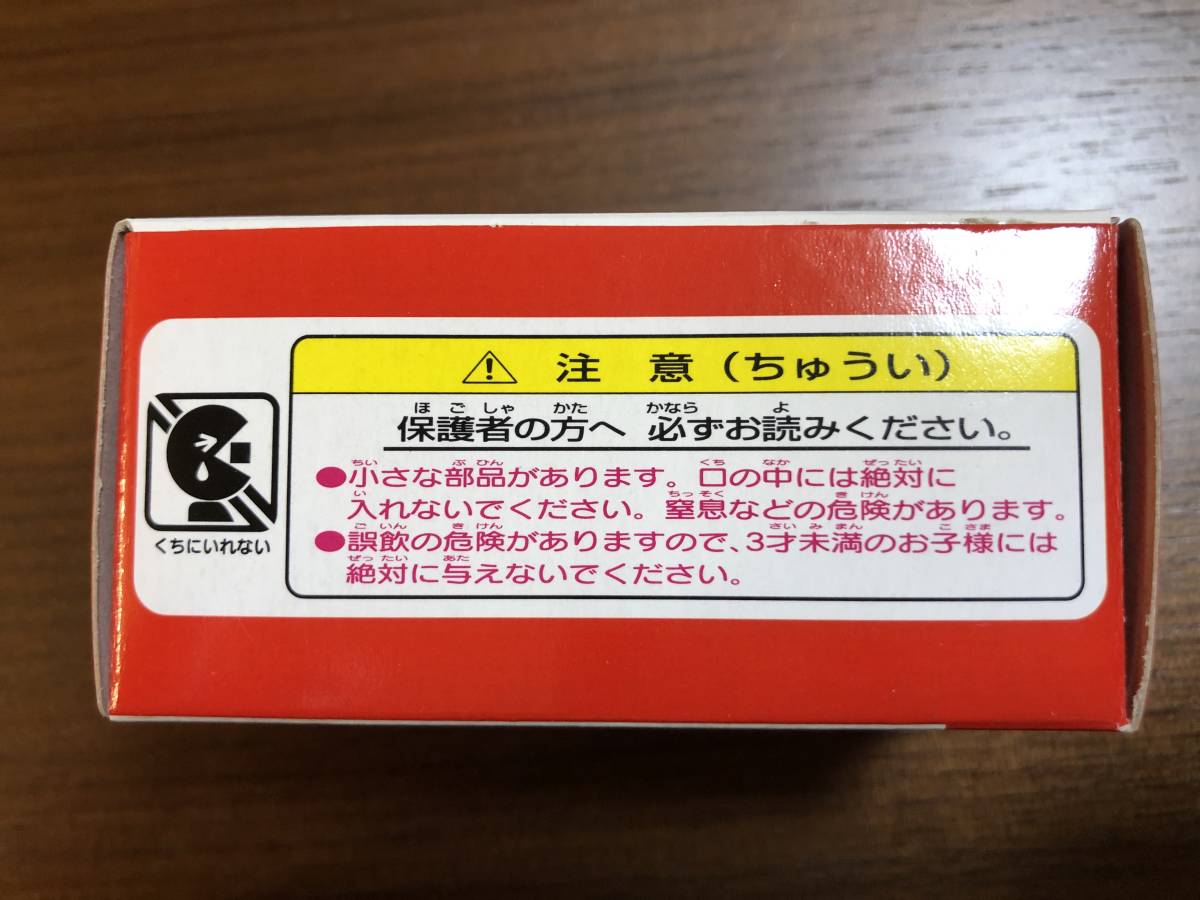 注 意 (ちゅうい)
ほ ご しゃ かた かなら よ
保護者の方へ 必ずお読みください。
ちい ぶ ひん くち なか ぜったい
●小さな部品があります。口の中には絶対に
い ちっ そく き けん
入れないでください。窒息などの危険があります。
ご いん き けん さい み まん こ さま
●誤飲の危険がありますので、3才未満のお子様には
ぜっ たい あた
絶対に与えないでください。
くちにいれない